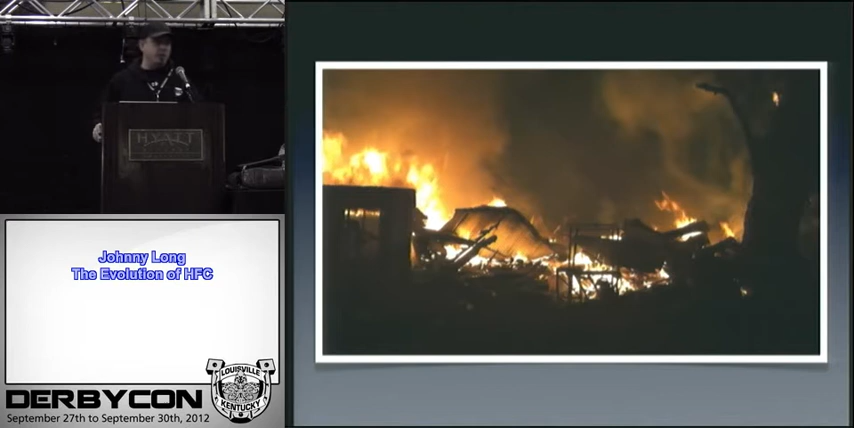 HYATT
Johnny Long
The Evolution of HFC
DERBYCON
LOUISVILLE
KENTUCKY
September 27th to September 30th, 2012